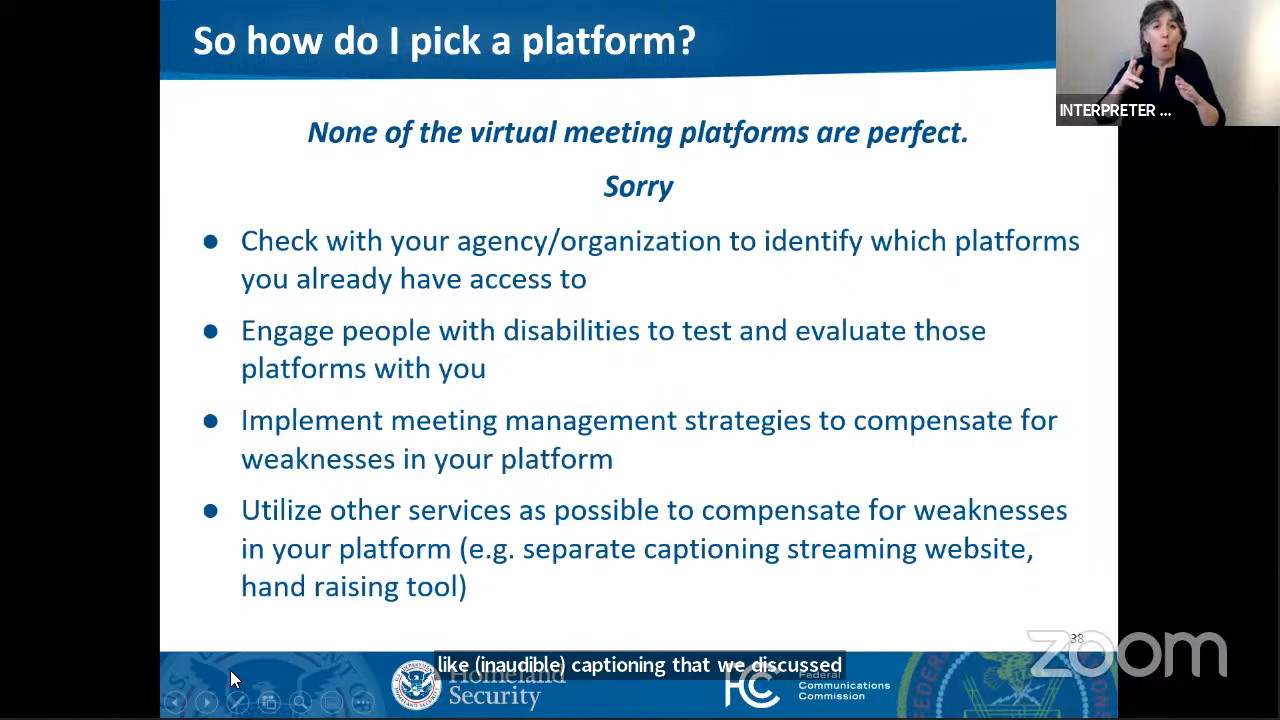 So how do I pick a platform?
INTERPRETER ...
None of the virtual meeting platforms are perfect.
Sorry
● Check with your agency/organization to identify which platforms
you already have access to
● Engage people with disabilities to test and evaluate those
platforms with you
● Implement meeting management strategies to compensate for
weaknesses in your platform
● Utilize other services as possible to compensate for weaknesses
in your platform (e.g. separate captioning streaming website,
hand raising tool)
38
zoom
like (inaudible) captioning that we discussed
Homeland
Security
FCC
Federal
Communications
Commission